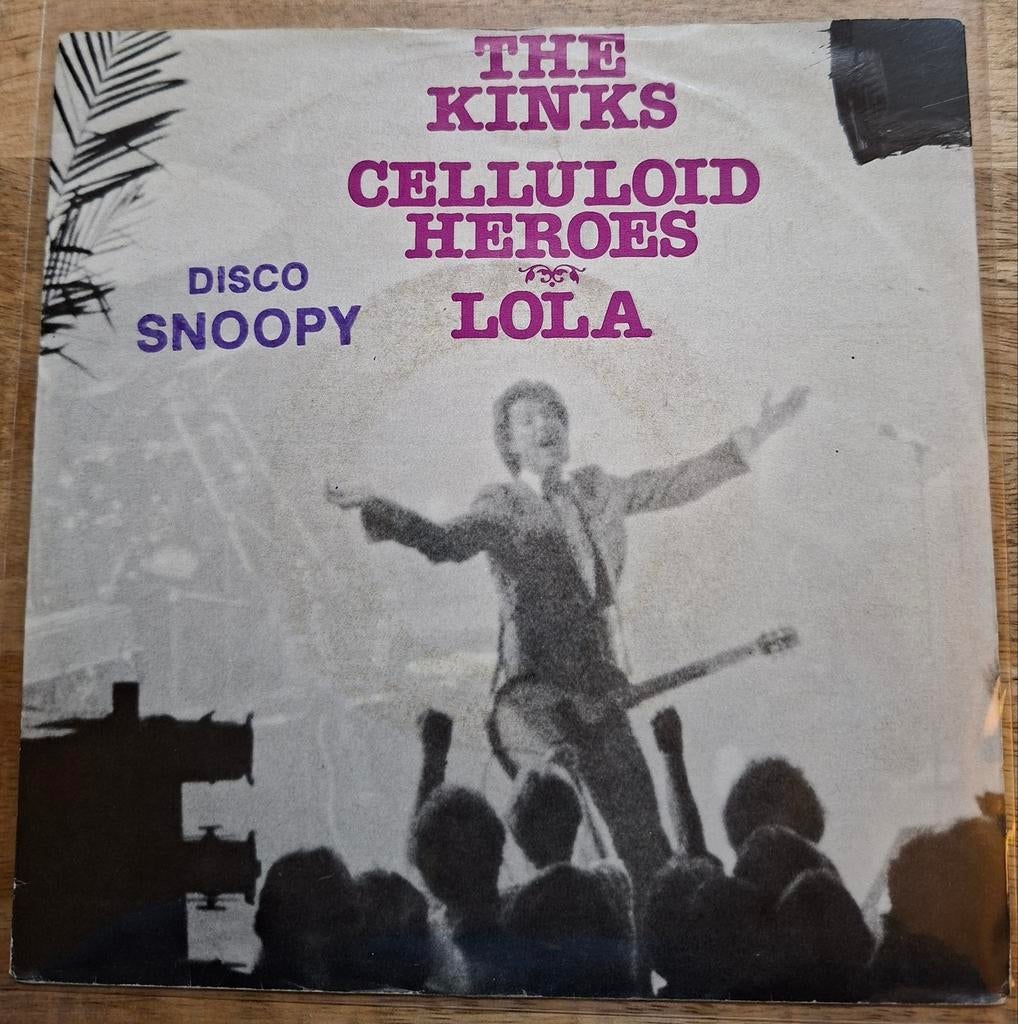 THE
KINKS
CELLULOID
HEROES
LOLA
DISCO
SNOOPY